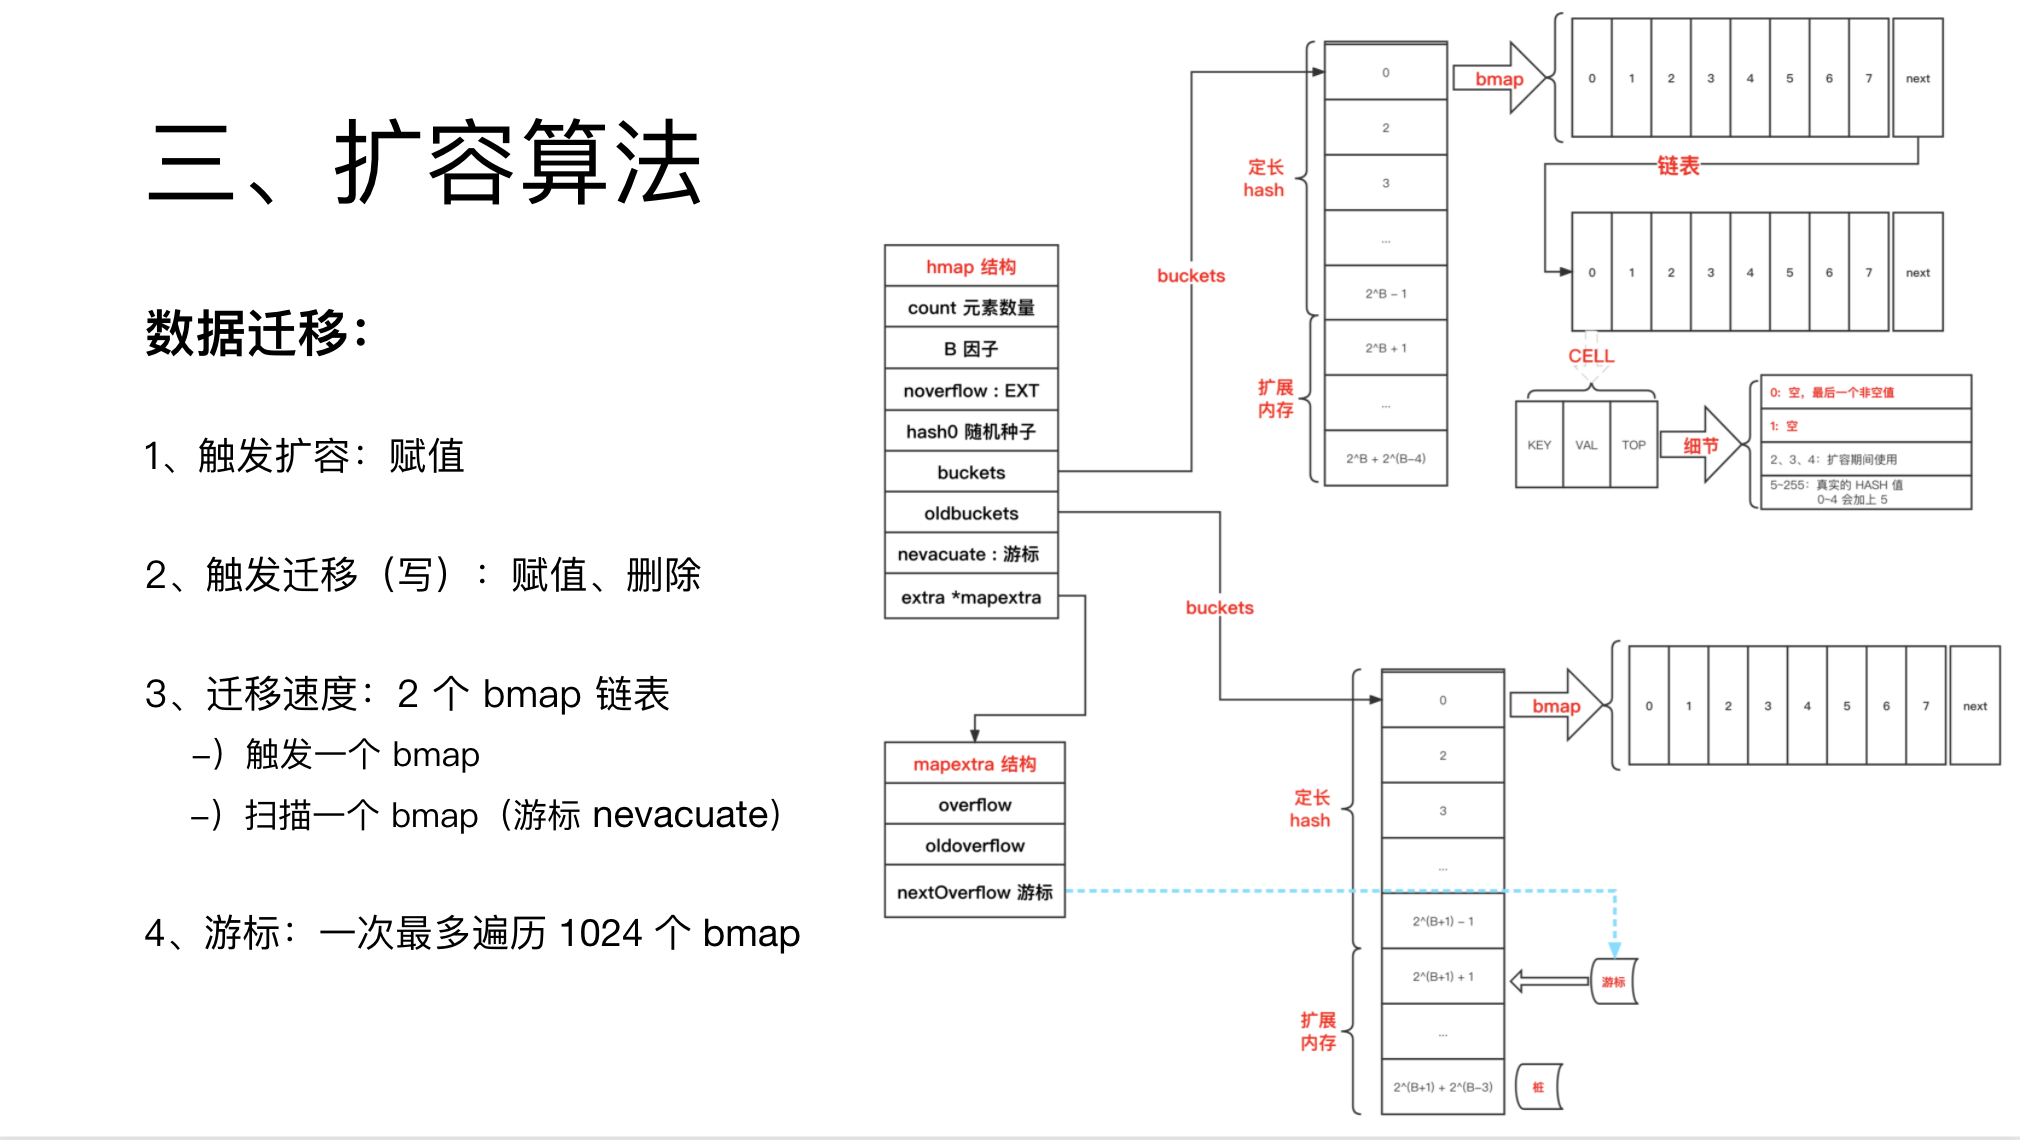 三、扩容算法
数据迁移：
1、触发扩容：赋值
2、触发迁移（写）：赋值、删除
3、迁移速度：2 个 bmap 链表
–）触发一个 bmap
–）扫描一个 bmap（游标 nevacuate）
4、游标：一次最多遍历 1024 个 bmap
hmap 结构
count 元素数量
B 因子
noverflow : EXT
hash0 随机种子
buckets
oldbuckets
nevacuate : 游标
extra *mapextra
mapextra 结构
overflow
oldoverflow
nextOverflow 游标
buckets
定长
hash
扩展
内存
0
2
3
...
2^B – 1
2^B + 1
...
2^B + 2^(B–4)
bmap
0 1 2 3 4 5 6 7 next
链表
0 1 2 3 4 5 6 7 next
CELL
KEY VAL TOP
细节
0: 空，最后一个非空值
1: 空
2、3、4：扩容期间使用
5~255：真实的 HASH 值
0~4 会加上 5
buckets
定长
hash
扩展
内存
0
2
3
...
2^(B+1) – 1
2^(B+1) + 1
...
2^(B+1) + 2^(B–3)
bmap
0 1 2 3 4 5 6 7 next
游标
桩